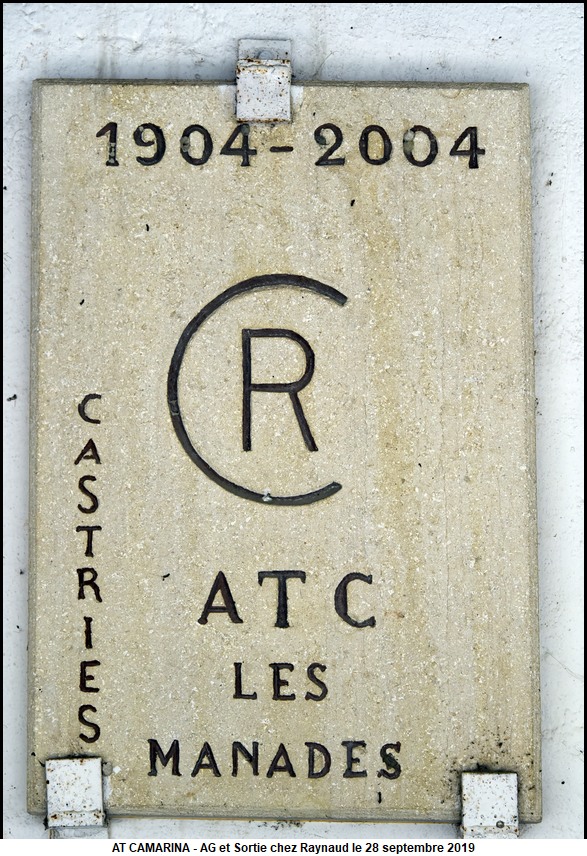 1904-2004
CR
CASTRIES
ATC
LES
MANADES
AT CAMARINA - AG et Sortie chez Raynaud le 28 septembre 2019